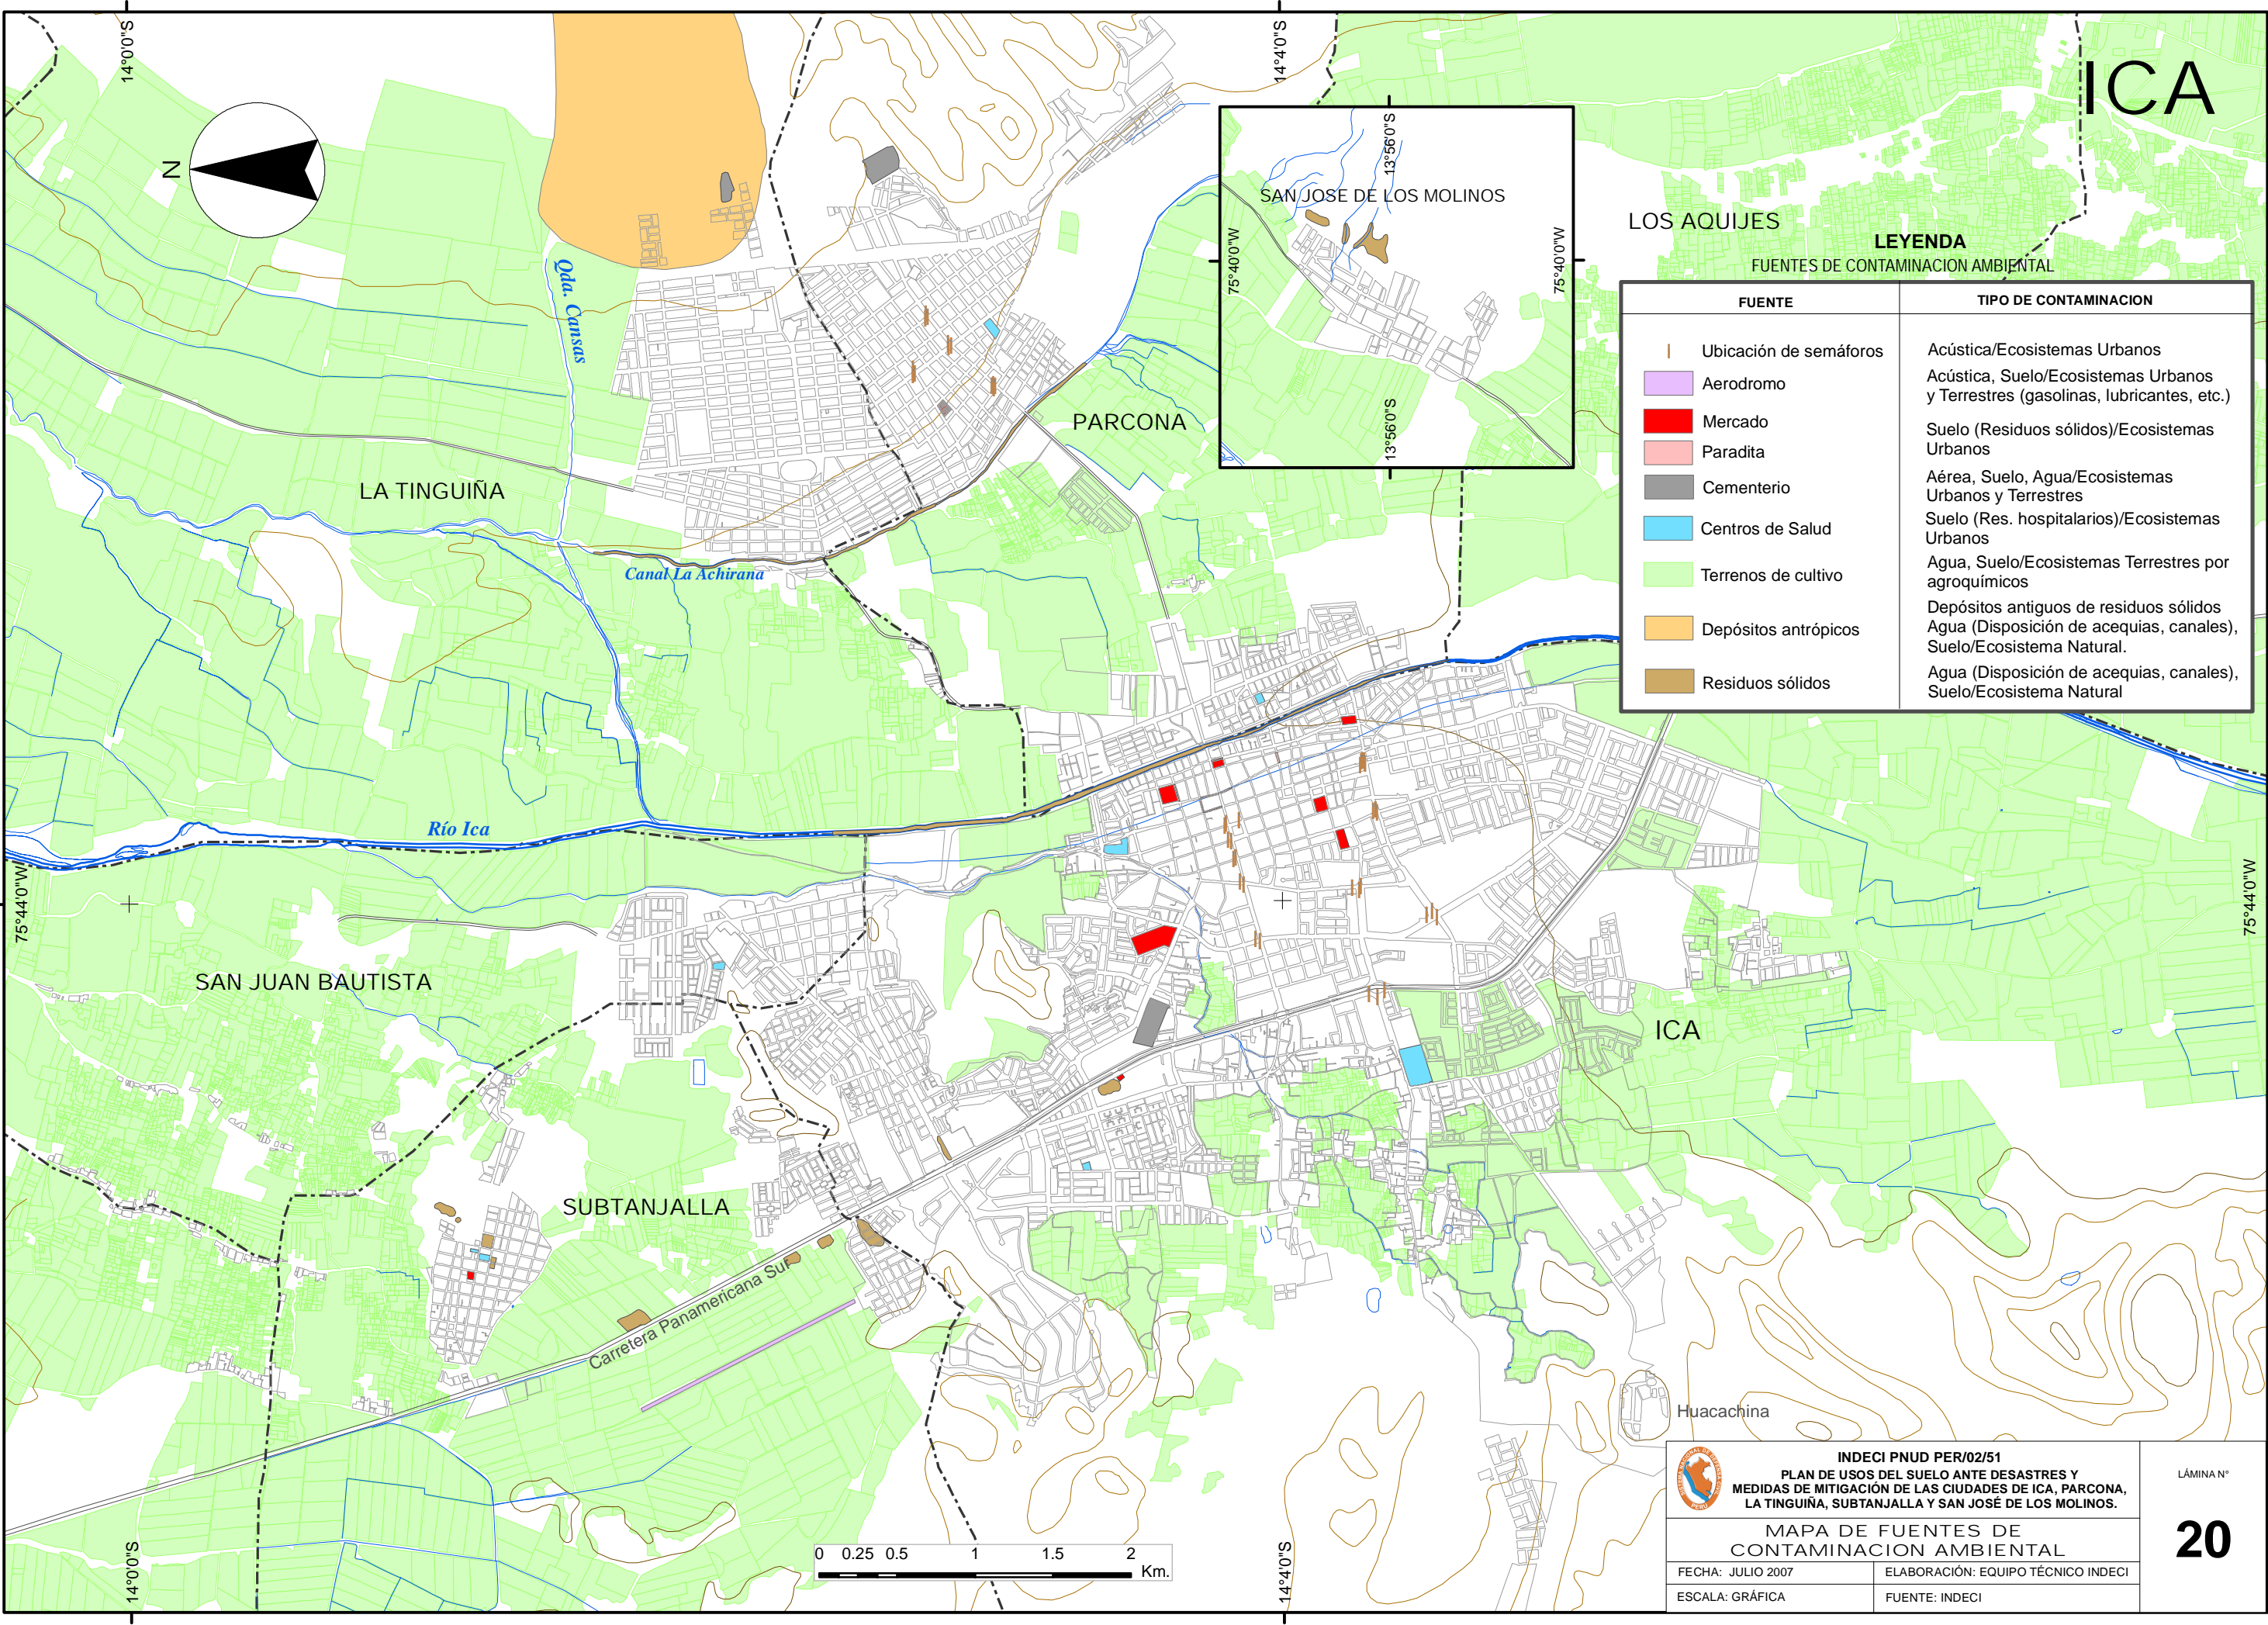 14°0'0"S
14°4'0"S
ICA
N
13°56'0"S
SAN JOSE DE LOS MOLINOS
75°40'0"W
75°40'0"W
13°56'0"S
LOS AQUIJES
LEYENDA
FUENTES DE CONTAMINACION AMBIENTAL
FUENTE
TIPO DE CONTAMINACION
Ubicación de semáforos
Acústica/Ecosistemas Urbanos
Aerodromo
Acústica, Suelo/Ecosistemas Urbanos
y Terrestres (gasolinas, lubricantes, etc.)
Mercado
Paradita
Suelo (Residuos sólidos)/Ecosistemas
Urbanos
Cementerio
Aérea, Suelo, Agua/Ecosistemas
Urbanos y Terrestres
Centros de Salud
Suelo (Res. hospitalarios)/Ecosistemas
Urbanos
Terrenos de cultivo
Agua, Suelo/Ecosistemas Terrestres por
agroquímicos
Depósitos antrópicos
Depósitos antiguos de residuos sólidos
Agua (Disposición de acequias, canales),
Suelo/Ecosistema Natural.
Residuos sólidos
Agua (Disposición de acequias, canales),
Suelo/Ecosistema Natural
Qda. Cansas
PARCONA
LA TINGUIÑA
Canal La Achirana
Río Ica
75°44'0"W
75°44'0"W
SAN JUAN BAUTISTA
ICA
SUBTANJALLA
Carretera Panamericana Sur
Huacachina
0 0.25 0.5 1 1.5 2
Km.
14°0'0"S
14°4'0"S
INDECI PNUD PER/02/51
PLAN DE USOS DEL SUELO ANTE DESASTRES Y
MEDIDAS DE MITIGACIÓN DE LAS CIUDADES DE ICA, PARCONA,
LA TINGUIÑA, SUBTANJALLA Y SAN JOSÉ DE LOS MOLINOS.
MAPA DE FUENTES DE
CONTAMINACION AMBIENTAL
FECHA: JULIO 2007
ELABORACIÓN: EQUIPO TÉCNICO INDECI
ESCALA: GRÁFICA
FUENTE: INDECI
LÁMINA N°
20